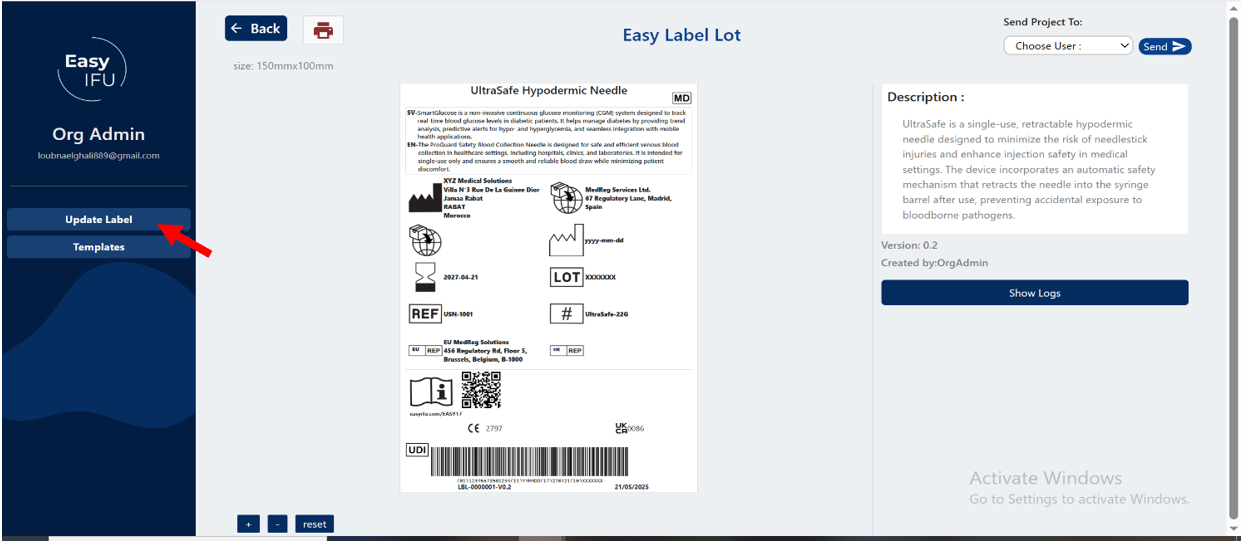 Easy
IFU
Org Admin
loubnaelghali889@gmail.com
Update Label
Templates
← Back
Easy Label Lot
Send Project To:
Choose User :
Send
size: 150mmx100mm
UltraSafe Hypodermic Needle
MD
SV-SmartGlucose is a non-invasive continuous glucose monitoring (CGM) system designed to track
real time blood glucose levels in diabetic patients. It helps manage diabetes by providing trend
analysis, predictive alerts for hypo- and hyperglycemia, and seamless integration with mobile
health applications.
EN-The ProGuard Safety Blood Collection Needle is designed for safe and efficient venous blood
collection in healthcare settings, including hospitals, clinics, and laboratories. It is intended for
single-use only and ensures a smooth and reliable blood draw while minimizing patient
discomfort.
XYZ Medical Solutions
Villa N°3 Rue De La Guinee Dior
Jamaa Rabat
RABAT
Morocco
MedReg Services Ltd.
67 Regulatory Lane, Madrid,
Spain
yyyy-mm-dd
2027-04-21
LOT XXXXXXX
REF USN-1001
# UltraSafe-22G
EU REP
EU MedReg Solutions
456 Regulatory Rd, Floor 5,
Brussels, Belgium, B-1000
UK REP
i
easyifu.com/EASY17
CE 2797
UK
CA 0086
UDI
LBL-0000001-V0.2
21/05/2025
Description :
UltraSafe is a single-use, retractable hypodermic
needle designed to minimize the risk of needlestick
injuries and enhance injection safety in medical
settings. The device incorporates an automatic safety
mechanism that retracts the needle into the syringe
barrel after use, preventing accidental exposure to
bloodborne pathogens.
Version: 0.2
Created by:OrgAdmin
Show Logs
Activate Windows
Go to Settings to activate Windows.
+
-
reset